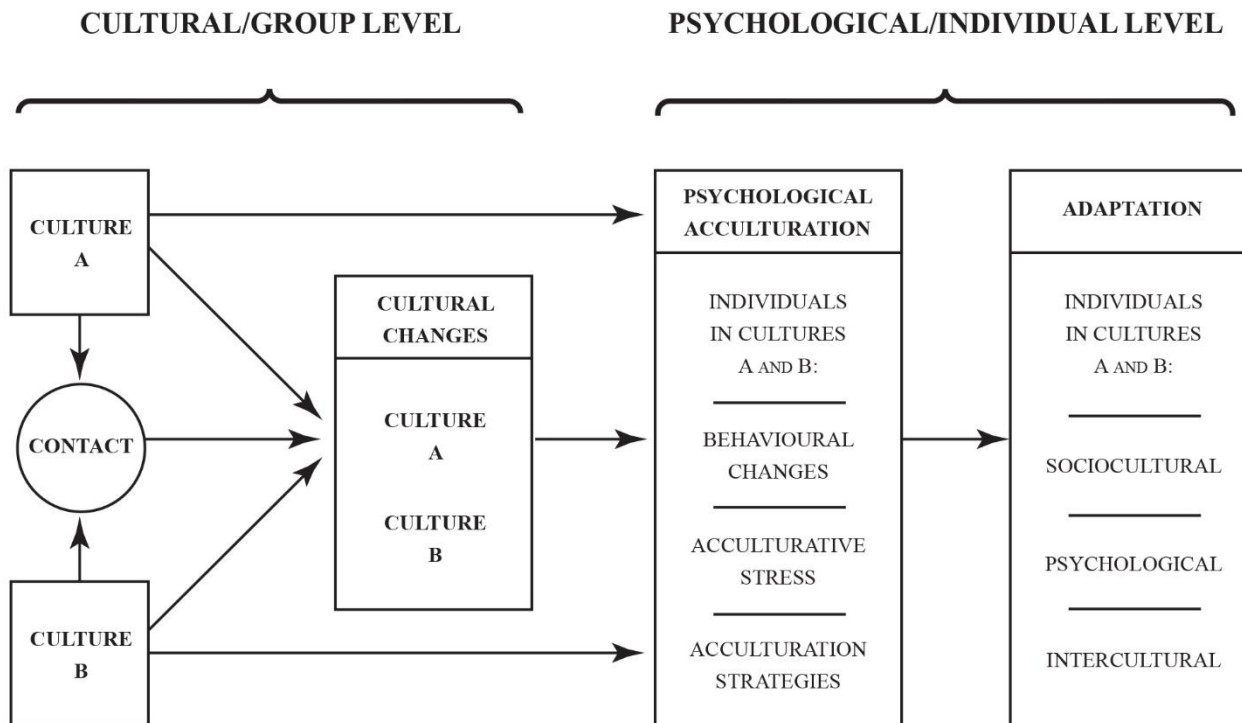 CULTURAL/GROUP LEVEL
PSYCHOLOGICAL/INDIVIDUAL LEVEL
CULTURE
A
CONTACT
CULTURE
B
CULTURAL
CHANGES
CULTURE
A
CULTURE
B
PSYCHOLOGICAL
ACCULTURATION
INDIVIDUALS
IN CULTURES
A AND B:
BEHAVIOURAL
CHANGES
ACCULTURATIVE
STRESS
ACCULTURATION
STRATEGIES
ADAPTATION
INDIVIDUALS
IN CULTURES
A AND B:
SOCIOCULTURAL
PSYCHOLOGICAL
INTERCULTURAL